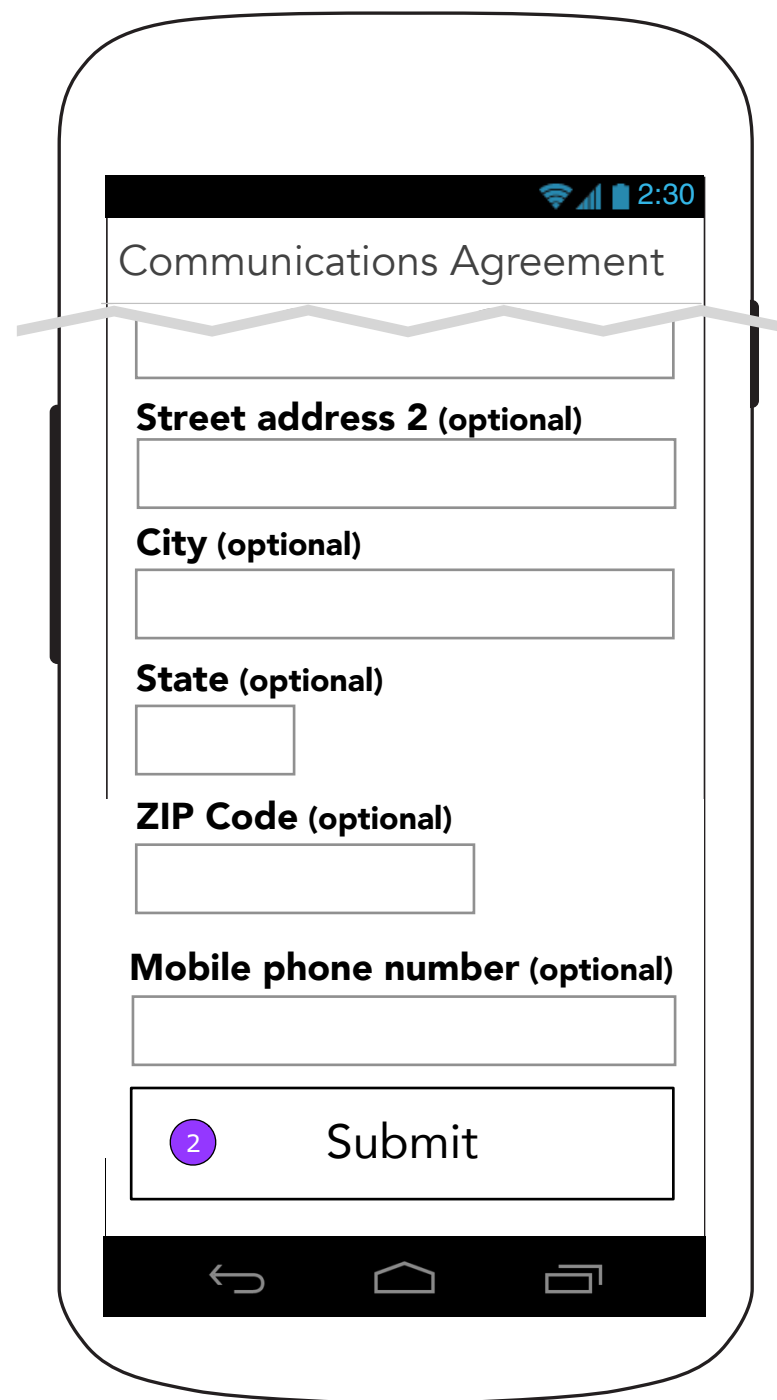 2:30
Communications Agreement
Street address 2 (optional)
City (optional)
State (optional)
ZIP Code (optional)
Mobile phone number (optional)
2 Submit